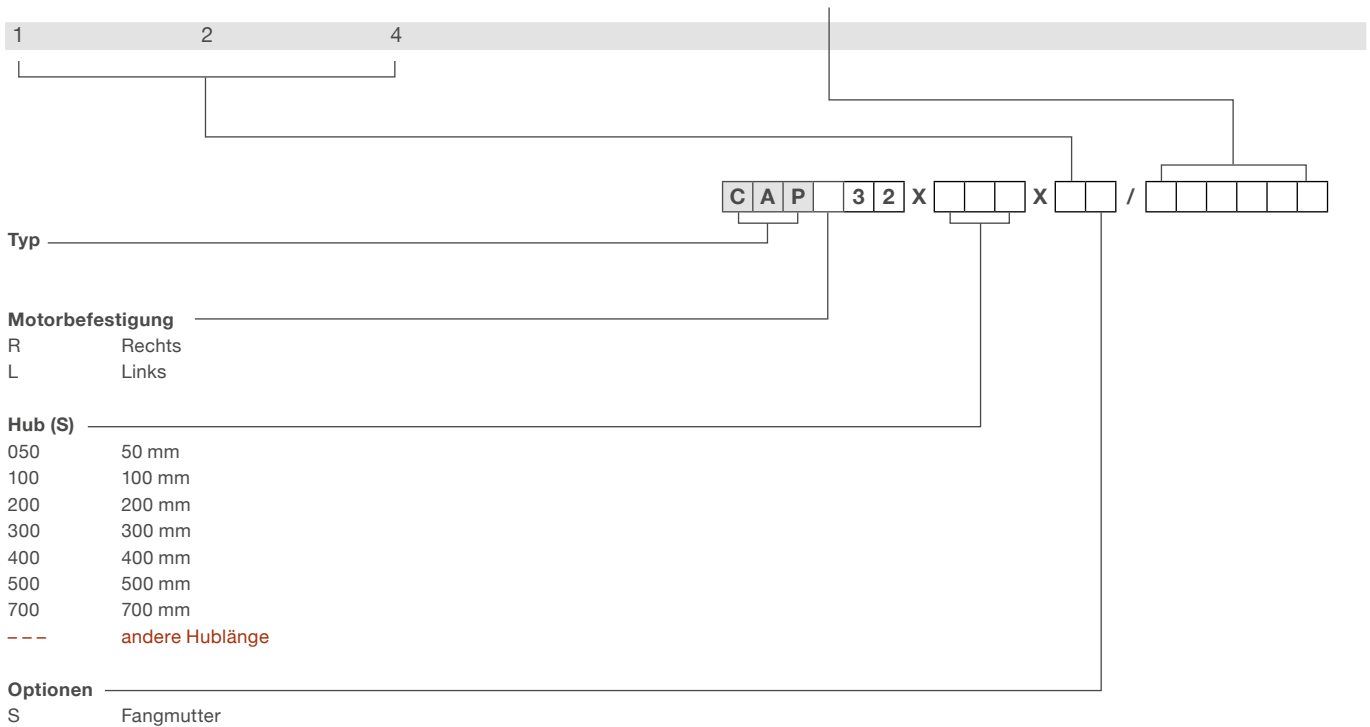 1 2 4
C A P 3 2 X X /
Typ
Motorbefestigung
R Rechts
L Links
Hub (S)
050 50 mm
100 100 mm
200 200 mm
300 300 mm
400 400 mm
500 500 mm
700 700 mm
– – – andere Hublänge
Optionen
S Fangmutter